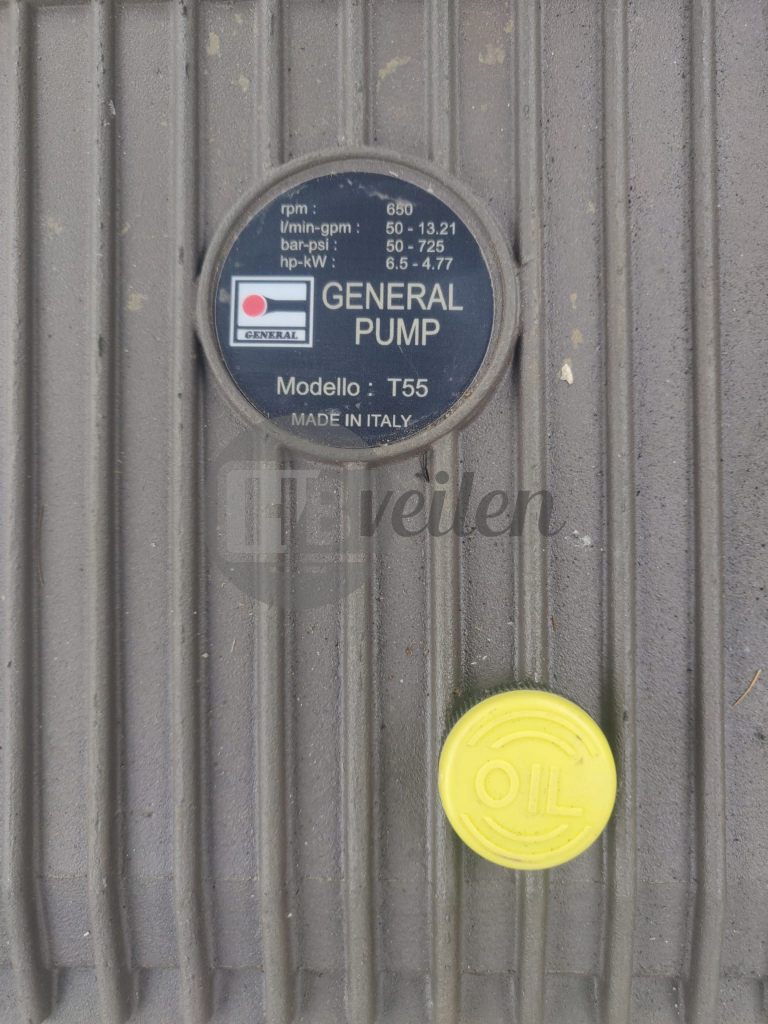 rpm : 650
l/min-gpm : 50 - 13.21
bar-psi : 50 - 725
hp-kW : 6.5 - 4.77
GENERAL
GENERAL
PUMP
Modello : T55
MADE IN ITALY
veilen
OIL